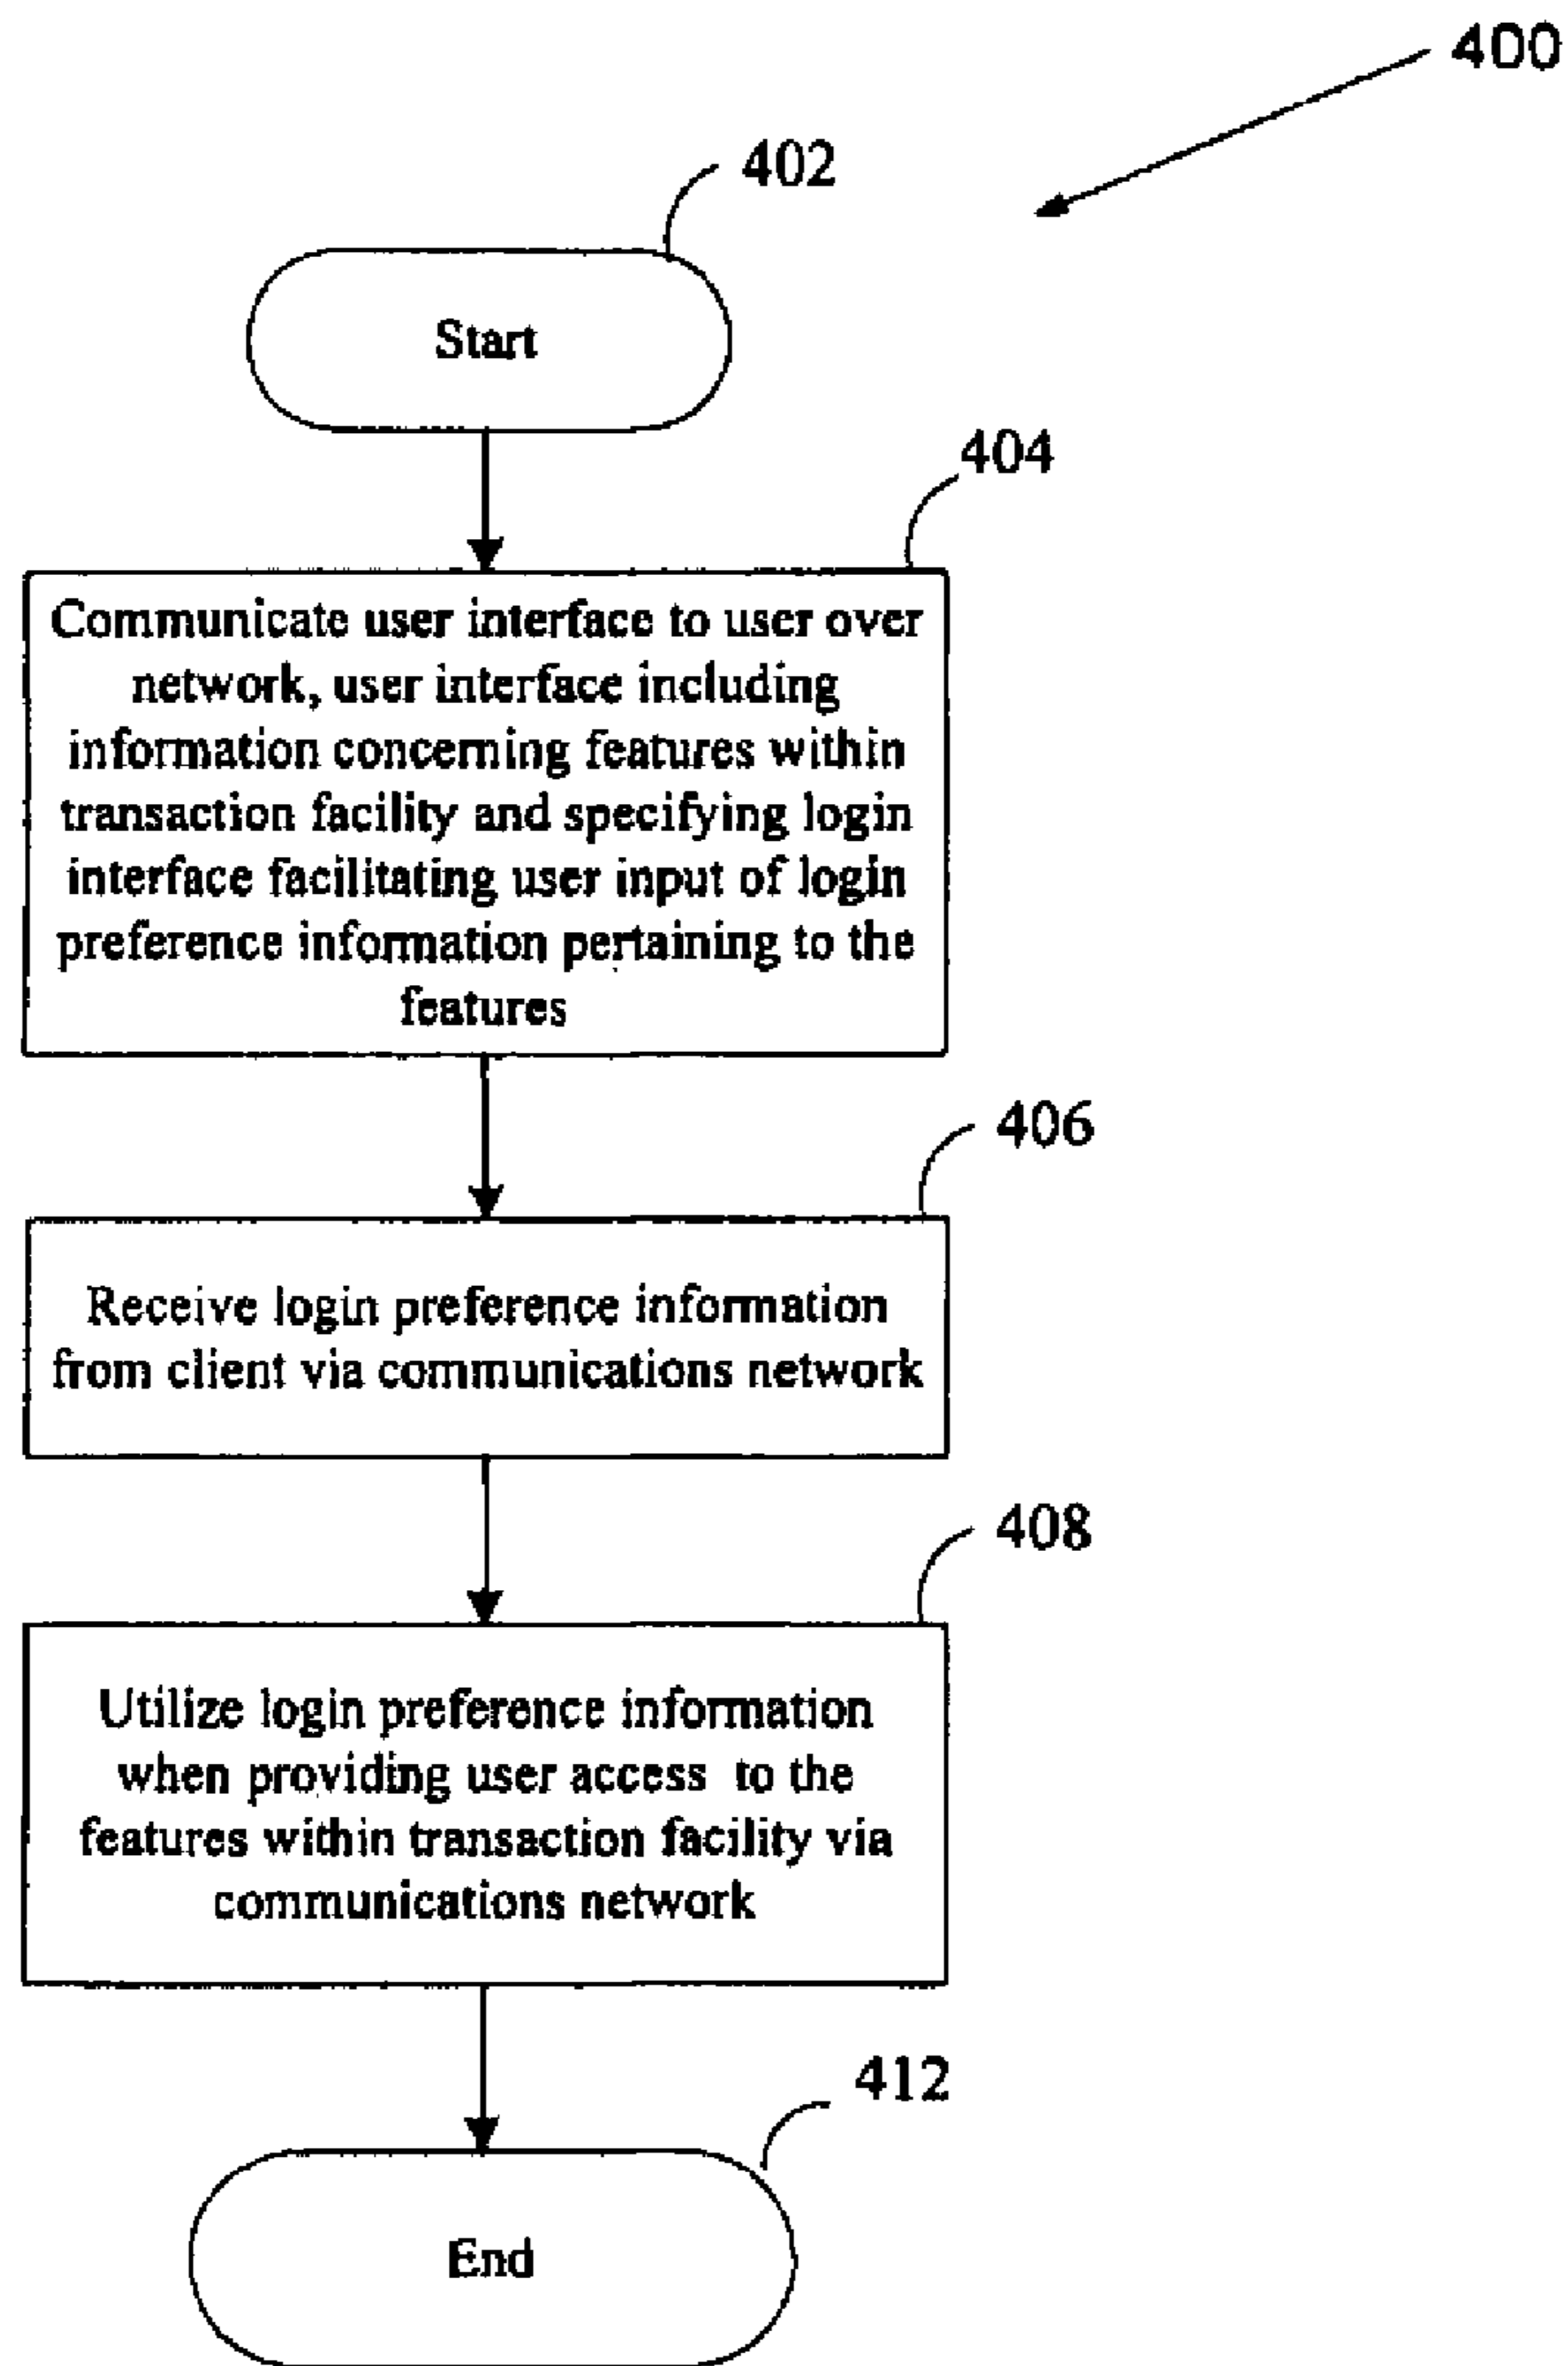 400
402
Start
404
Communicate user interface to user over
network, user interface including
information concerning features within
transaction facility and specifying login
interface facilitating user input of login
preference information pertaining to the
features
406
Receive login preference information
from client via communications network
408
Utilize login preference information
when providing user access to the
features within transaction facility via
communications network
412
End